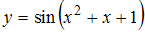 y = sin(x² + x + 1)